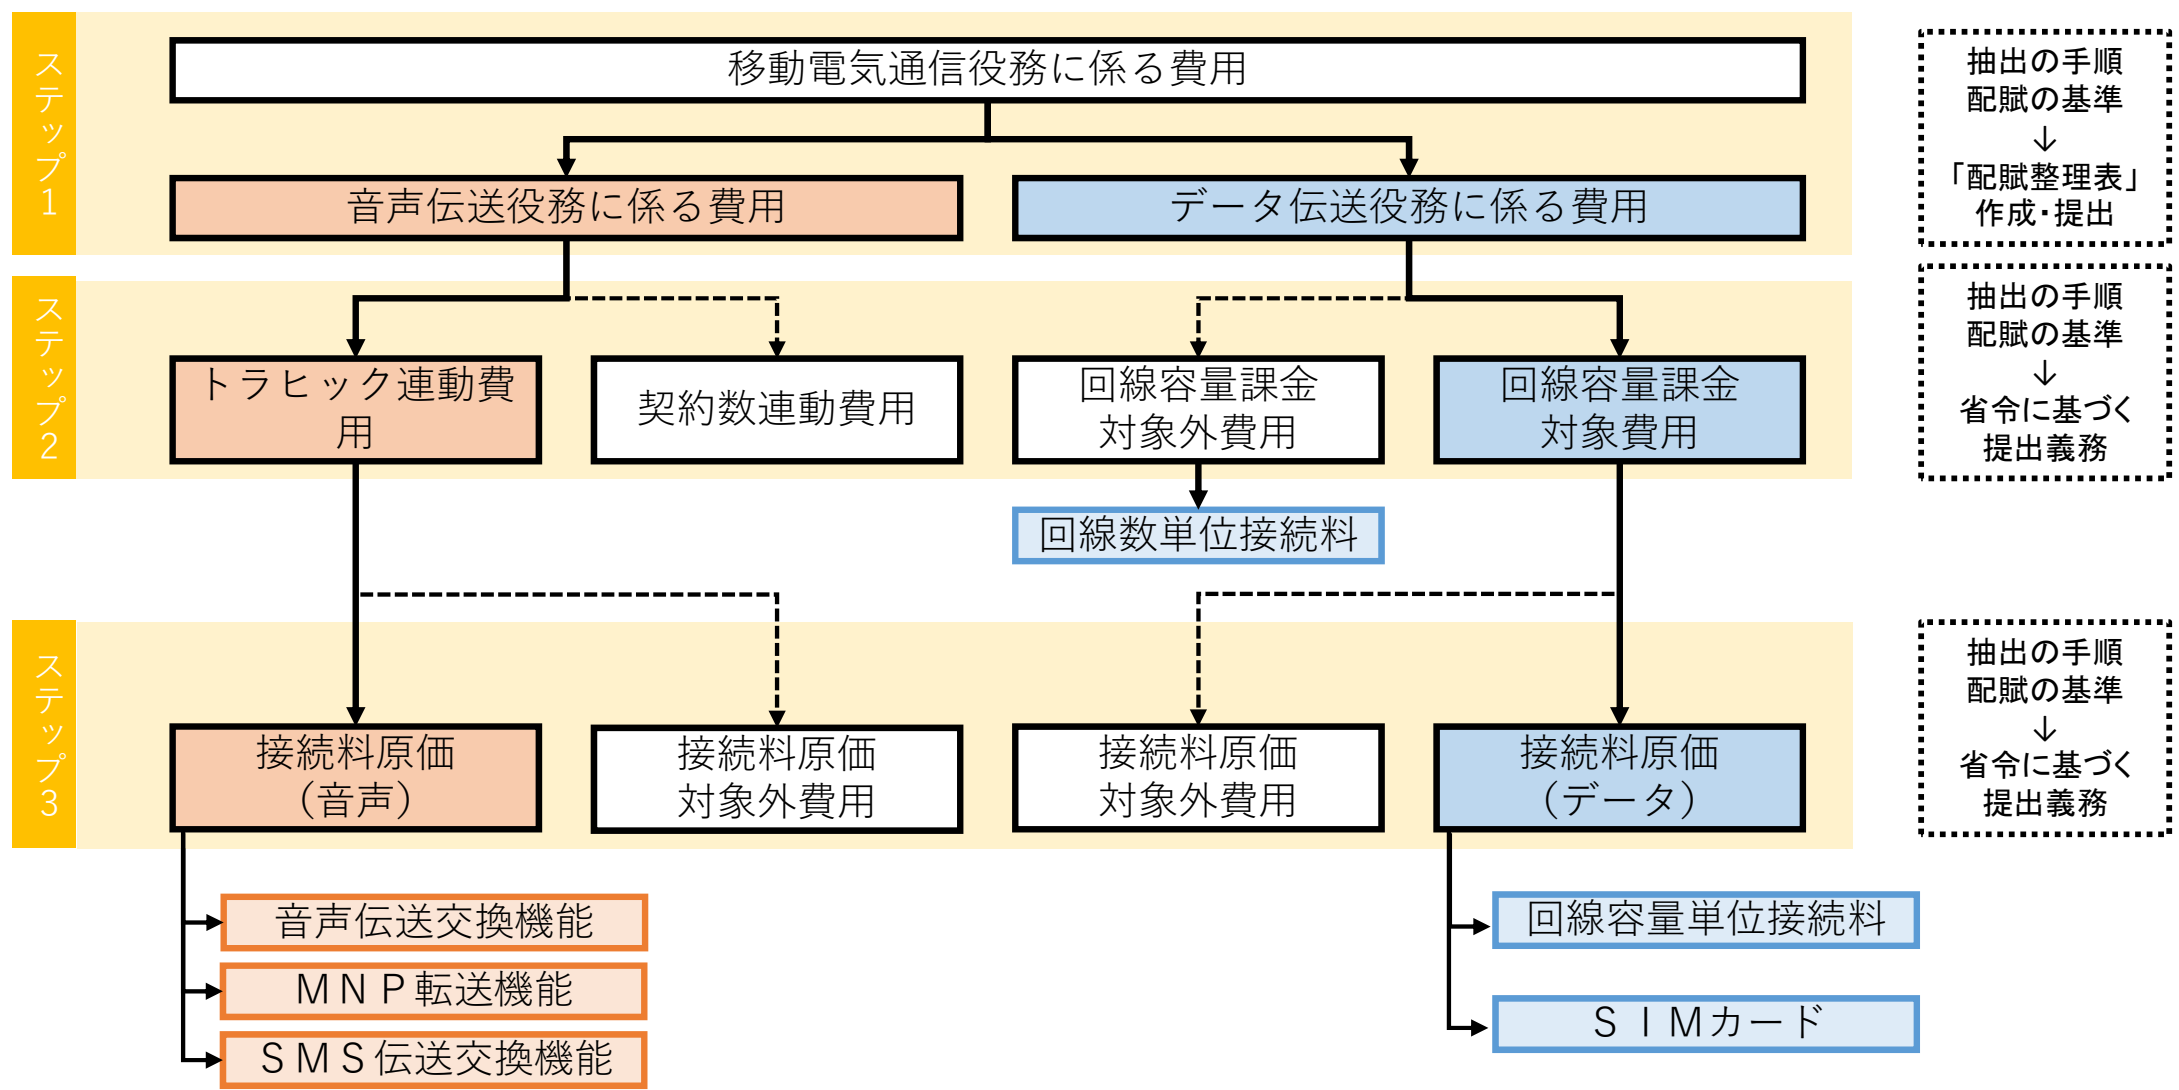 ステップ1
移動電気通信役務に係る費用
音声伝送役務に係る費用
データ伝送役務に係る費用
抽出の手順
配賦の基準
↓
「配賦整理表」
作成・提出
ステップ2
トラヒック連動費
用
契約数連動費用
回線容量課金
対象外費用
回線容量課金
対象費用
回線数単位接続料
抽出の手順
配賦の基準
↓
省令に基づく
提出義務
ステップ3
接続料原価
（音声）
接続料原価
対象外費用
接続料原価
対象外費用
接続料原価
（データ）
抽出の手順
配賦の基準
↓
省令に基づく
提出義務
音声伝送交換機能
ＭＮＰ転送機能
ＳＭＳ伝送交換機能
回線容量単位接続料
ＳＩＭカード